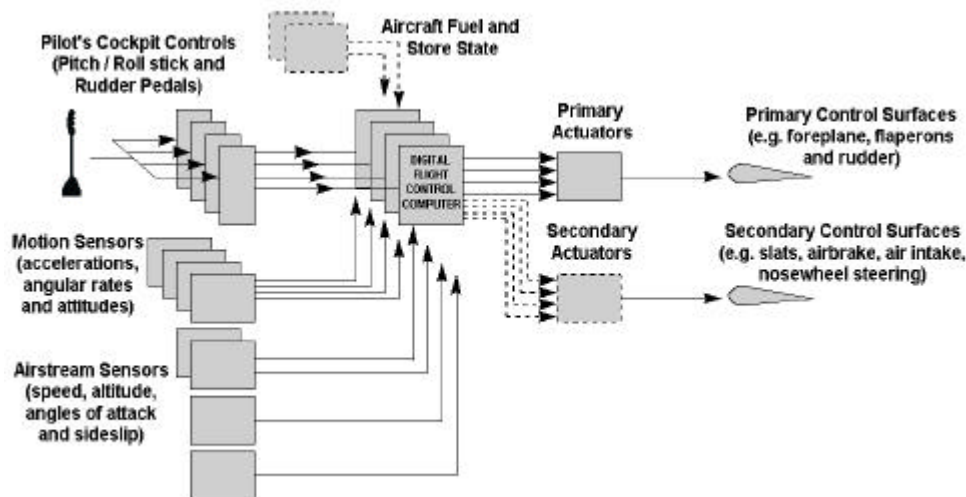 Aircraft Fuel and
Store State
Pilot's Cockpit Controls
(Pitch / Roll stick and
Rudder Pedals)
Primary
Actuators
Primary Control Surfaces
(e.g. foreplane, flaperons
and rudder)
DIGITAL
FLIGHT
CONTROL
COMPUTER
Motion Sensors
(accelerations,
angular rates
and attitudes)
Secondary
Actuators
Secondary Control Surfaces
(e.g. slats, airbrake, air intake,
nosewheel steering)
Airstream Sensors
(speed, altitude,
angles of attack
and sideslip)